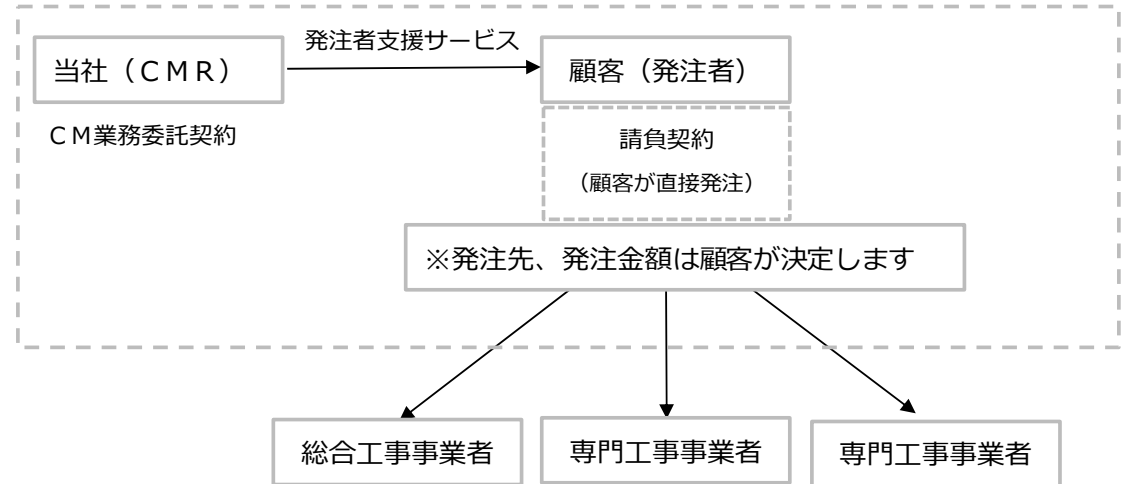 発注者支援サービス
当社（ＣＭＲ）
顧客（発注者）
ＣＭ業務委託契約
請負契約
（顧客が直接発注）
※発注先、発注金額は顧客が決定します
総合工事事業者
専門工事事業者
専門工事事業者